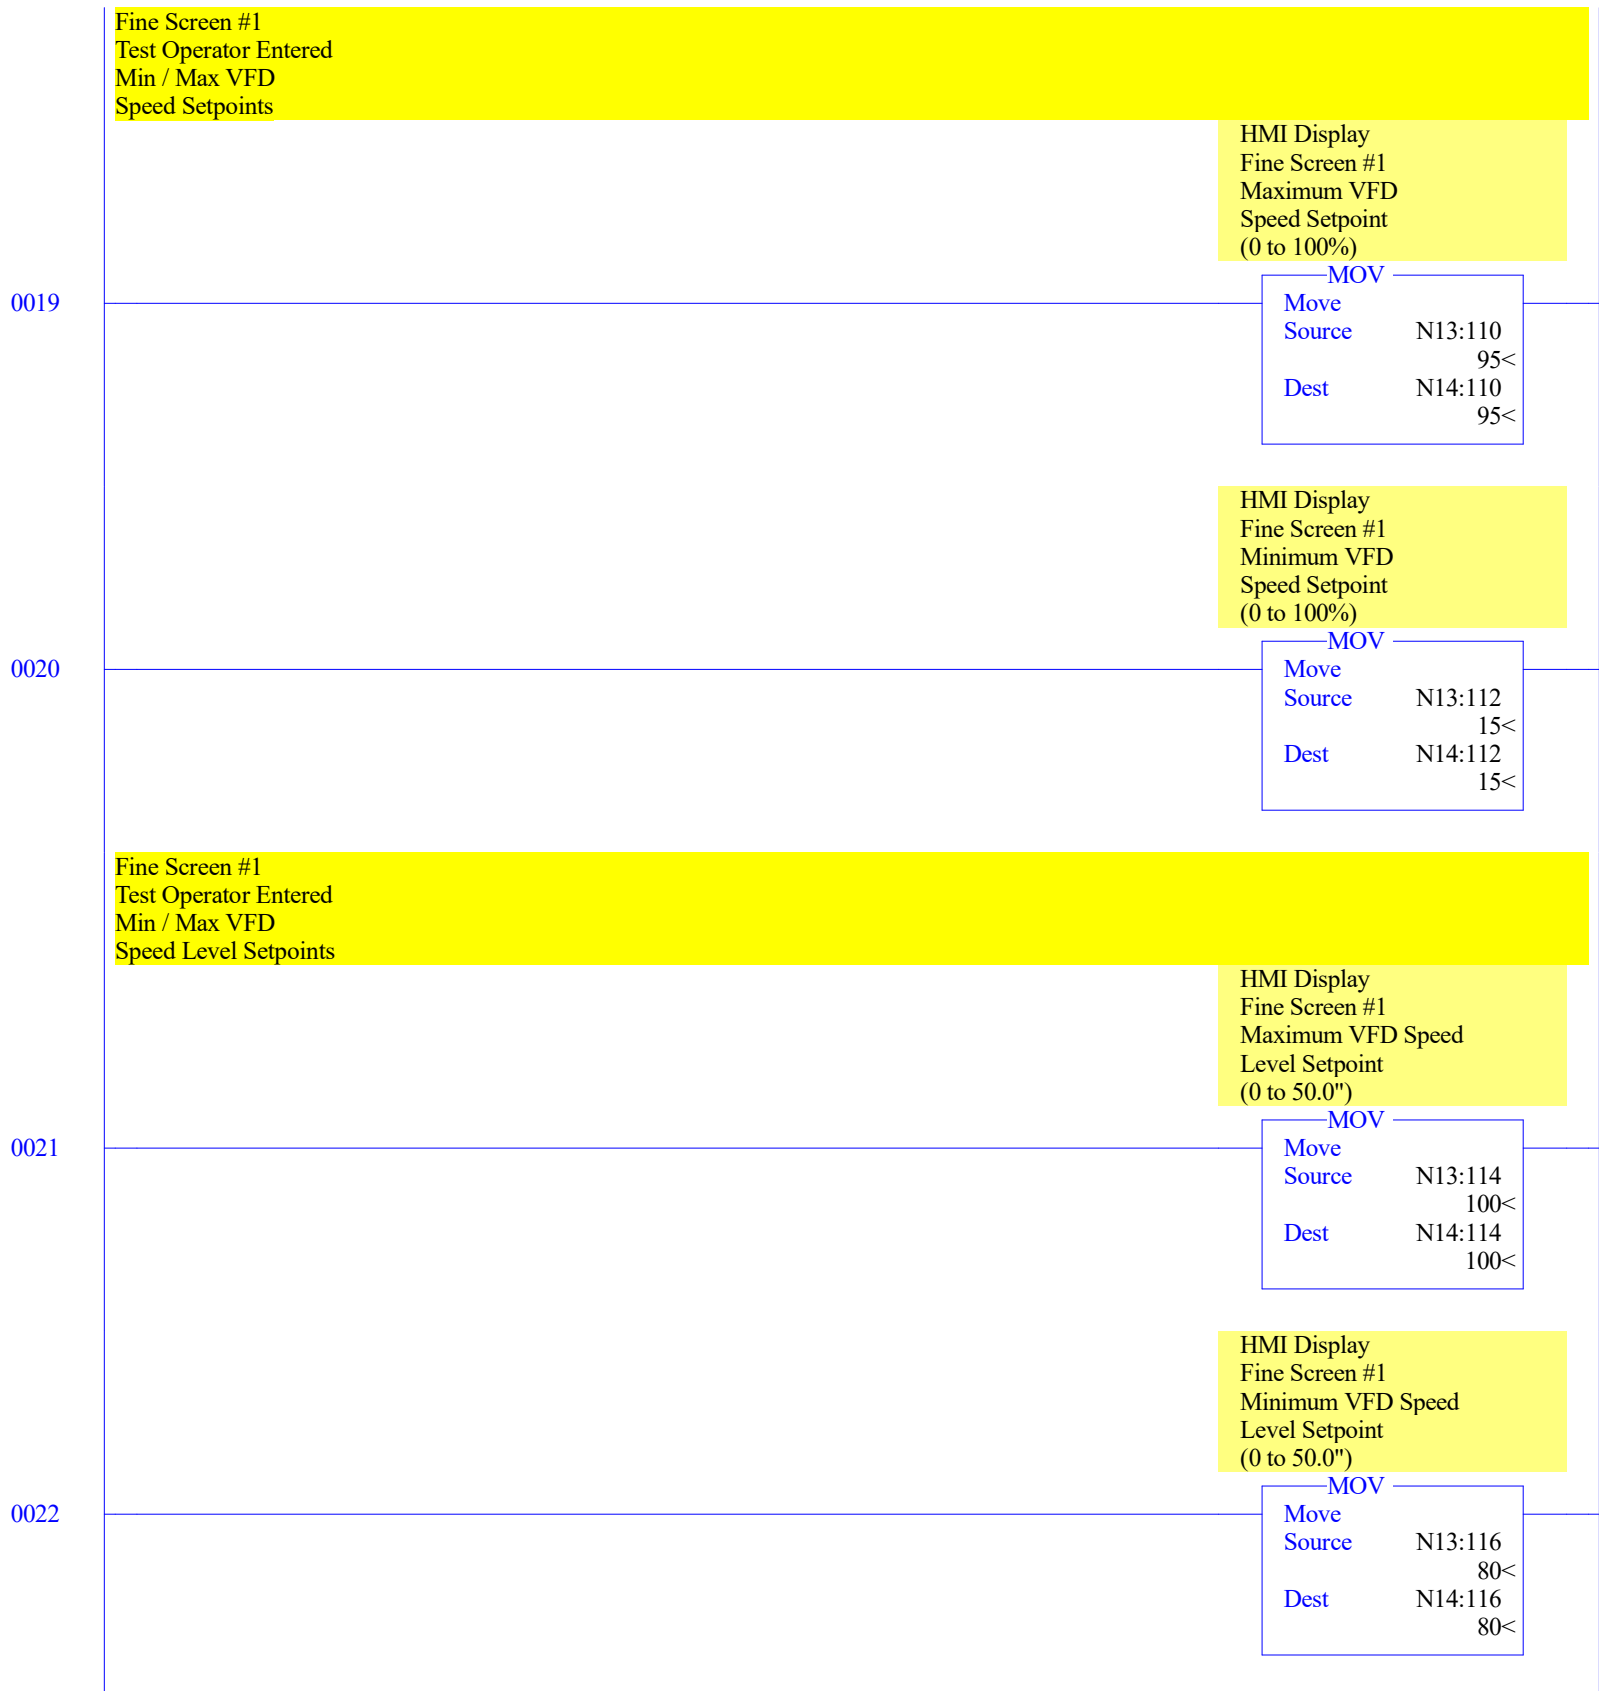 Fine Screen #1
Test Operator Entered
Min / Max VFD
Speed Setpoints
HMI Display
Fine Screen #1
Maximum VFD
Speed Setpoint
(0 to 100%)
MOV
0019
Move
Source N13:110
95<
Dest N14:110
95<
HMI Display
Fine Screen #1
Minimum VFD
Speed Setpoint
(0 to 100%)
MOV
0020
Move
Source N13:112
15<
Dest N14:112
15<
Fine Screen #1
Test Operator Entered
Min / Max VFD
Speed Level Setpoints
HMI Display
Fine Screen #1
Maximum VFD Speed
Level Setpoint
(0 to 50.0")
MOV
0021
Move
Source N13:114
100<
Dest N14:114
100<
HMI Display
Fine Screen #1
Minimum VFD Speed
Level Setpoint
(0 to 50.0")
MOV
0022
Move
Source N13:116
80<
Dest N14:116
80<